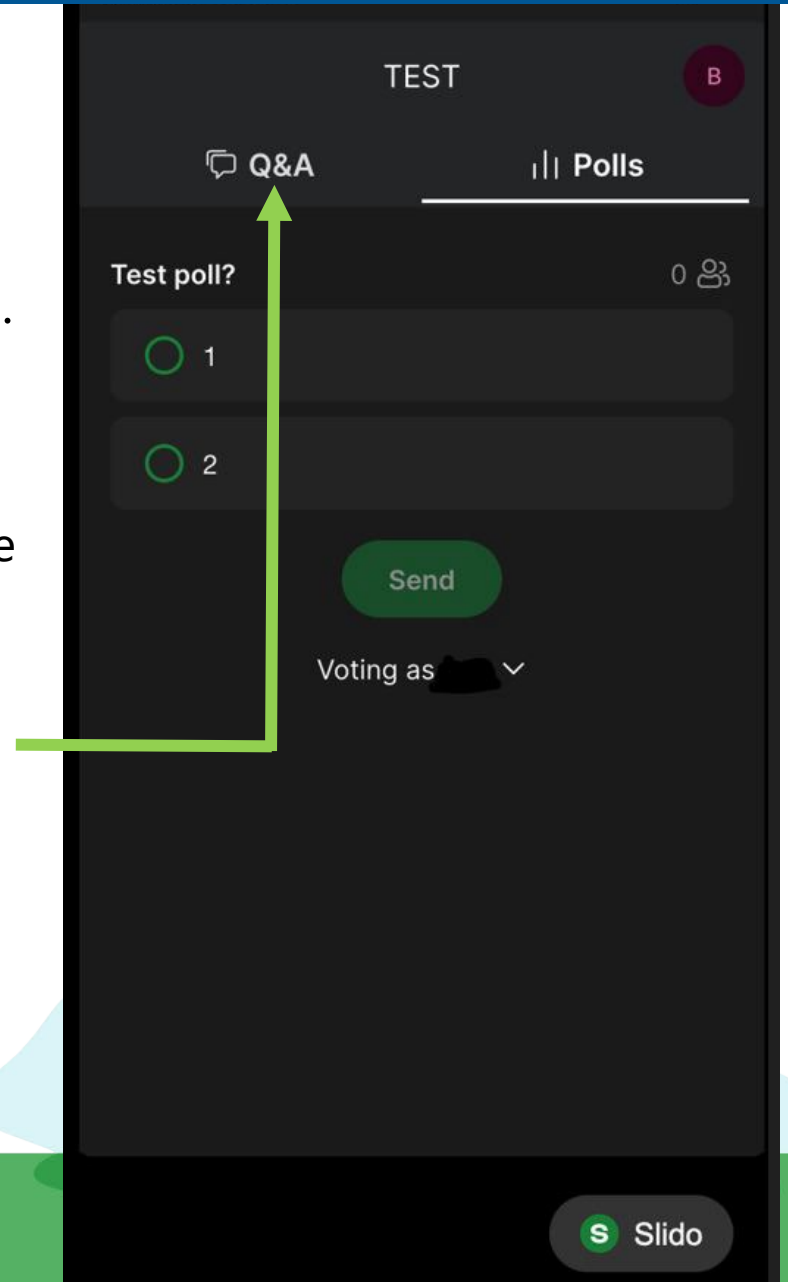 TEST
B
Q&A Polls
Test poll? 0
.
1
2
e
Send
Voting as
S Slido